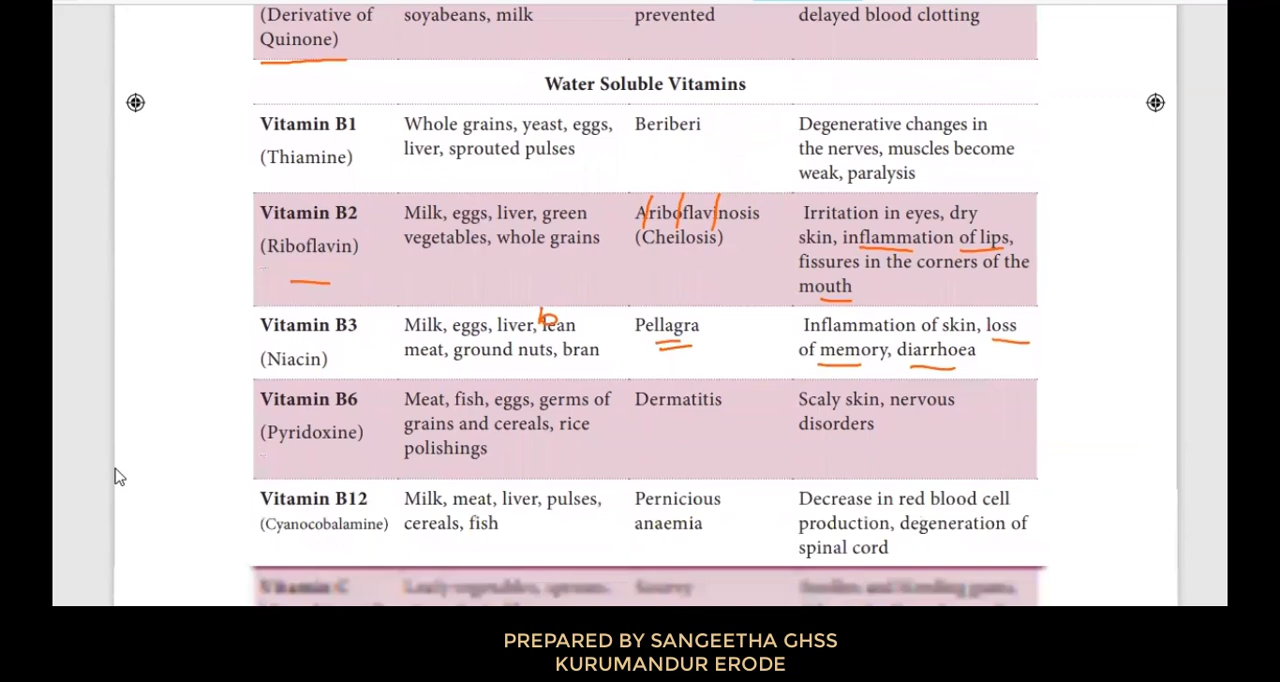 (Derivative of soyabeans, milk prevented delayed blood clotting
Quinone)
Water Soluble Vitamins
Vitamin B1 Whole grains, yeast, eggs, Beriberi Degenerative changes in
(Thiamine) liver, sprouted pulses the nerves, muscles become
weak, paralysis
Vitamin B2 Milk, eggs, liver, green Ariboflavinosis Irritation in eyes, dry
(Riboflavin) vegetables, whole grains (Cheilosis) skin, inflammation of lips,
fissures in the corners of the
mouth
Vitamin B3 Milk, eggs, liver, lean Pellagra Inflammation of skin, loss
(Niacin) meat, ground nuts, bran of memory, diarrhoea
Vitamin B6 Meat, fish, eggs, germs of Dermatitis Scaly skin, nervous
(Pyridoxine) grains and cereals, rice disorders
polishings
Vitamin B12 Milk, meat, liver, pulses, Pernicious Decrease in red blood cell
(Cyanocobalamine) cereals, fish anaemia production, degeneration of
spinal cord
Vitamin C Leafy vegetables, Scurvy
PREPARED BY SANGEETHA GHSS
KURUMANDUR ERODE